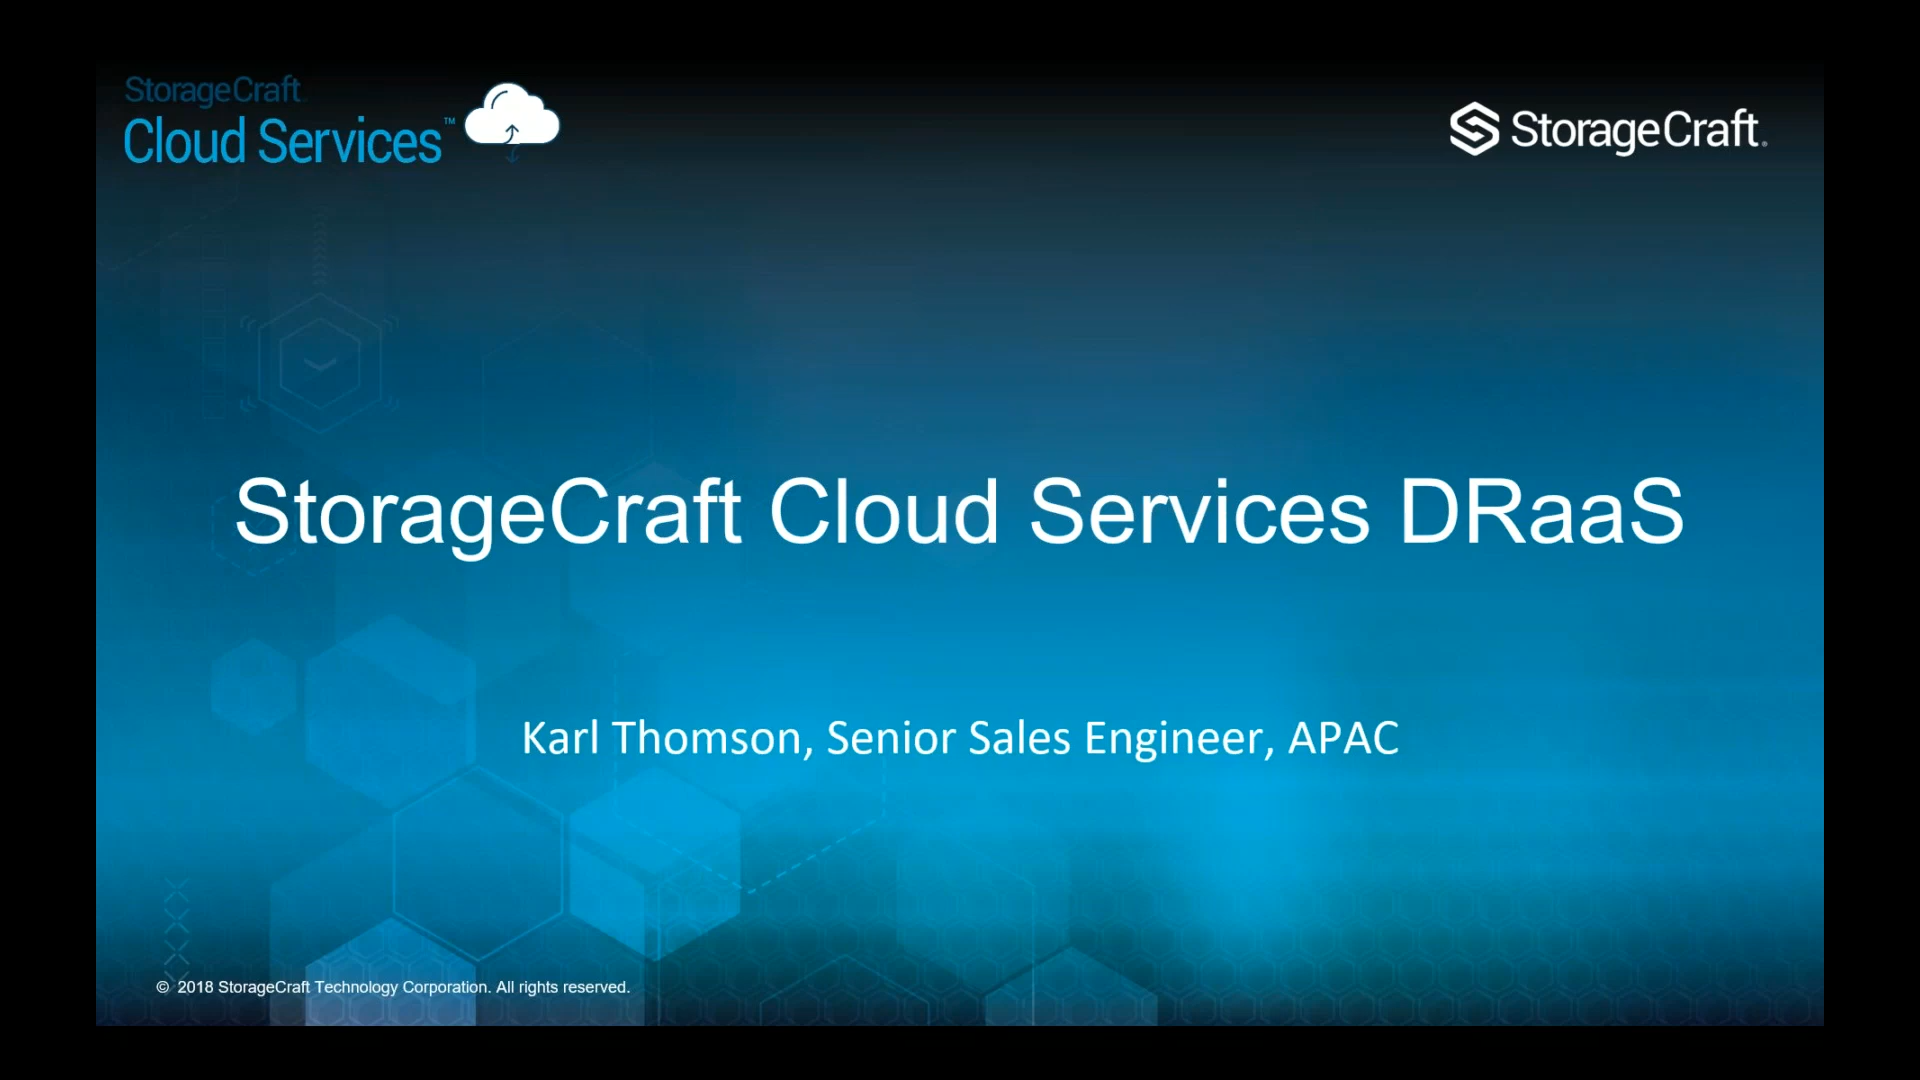 StorageCraft
Cloud Services™
StorageCraft®
StorageCraft Cloud Services DRaaS
Karl Thomson, Senior Sales Engineer, APAC
© 2018 StorageCraft Technology Corporation. All rights reserved.